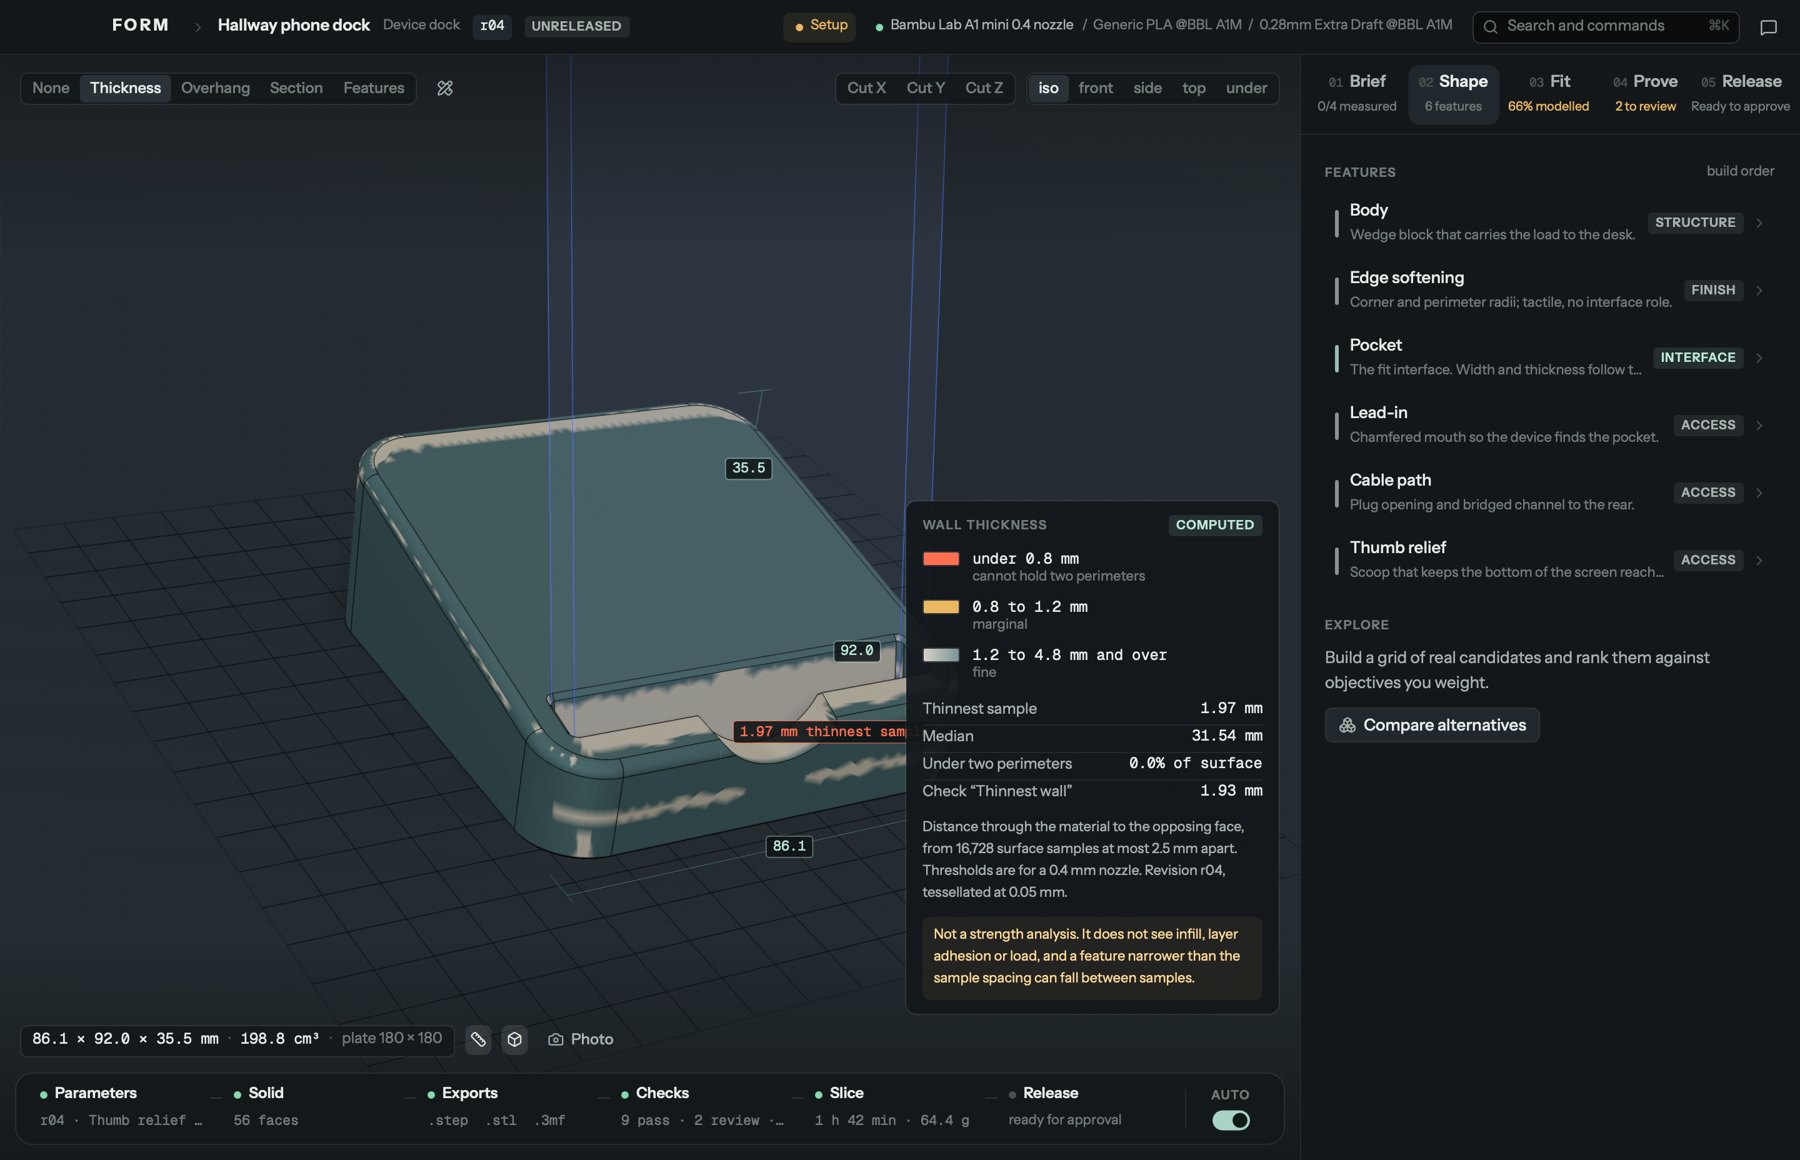 FORM
Hallway phone dock
Device dock
r04
UNRELEASED
Setup
Bambu Lab A1 mini 0.4 nozzle / Generic PLA @BBL A1M / 0.28mm Extra Draft @BBL A1M
Search and commands
⌘K
None
Thickness
Overhang
Section
Features
Cut X
Cut Y
Cut Z
iso
front
side
top
under
01 Brief
0/4 measured
02 Shape
6 features
03 Fit
66% modelled
04 Prove
2 to review
05 Release
Ready to approve
FEATURES
build order
Body
Wedge block that carries the load to the desk.
STRUCTURE
Edge softening
Corner and perimeter radii; tactile, no interface role.
FINISH
Pocket
The fit interface. Width and thickness follow t...
INTERFACE
Lead-in
Chamfered mouth so the device finds the pocket.
ACCESS
Cable path
Plug opening and bridged channel to the rear.
ACCESS
Thumb relief
Scoop that keeps the bottom of the screen reach...
ACCESS
EXPLORE
Build a grid of real candidates and rank them against
objectives you weight.
Compare alternatives
35.5
92.0
1.97 mm thinnest samp
86.1
WALL THICKNESS
COMPUTED
under 0.8 mm
cannot hold two perimeters
0.8 to 1.2 mm
marginal
1.2 to 4.8 mm and over
fine
Thinnest sample 1.97 mm
Median 31.54 mm
Under two perimeters 0.0% of surface
Check “Thinnest wall” 1.93 mm
Distance through the material to the opposing face,
from 16,728 surface samples at most 2.5 mm apart.
Thresholds are for a 0.4 mm nozzle. Revision r04,
tessellated at 0.05 mm.
Not a strength analysis. It does not see infill, layer
adhesion or load, and a feature narrower than the
sample spacing can fall between samples.
86.1 × 92.0 × 35.5 mm · 198.8 cm³ · plate 180 × 180
Photo
Parameters
r04 · Thumb relief …
Solid
56 faces
Exports
.step .stl .3mf
Checks
9 pass · 2 review ·…
Slice
1 h 42 min · 64.4 g
Release
ready for approval
AUTO